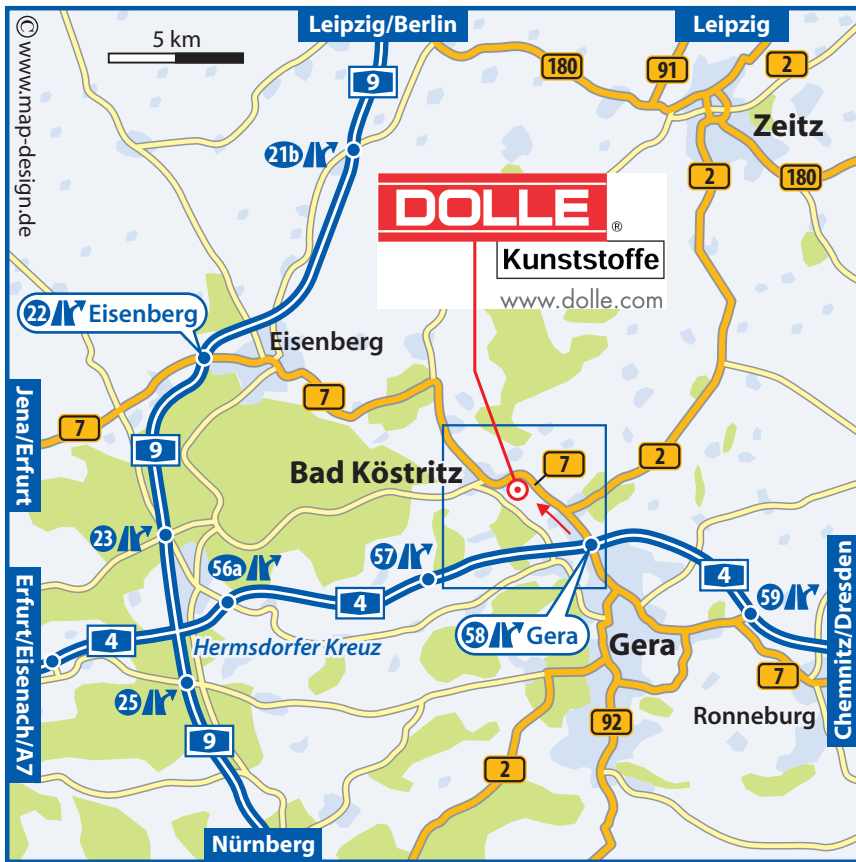 © www.map-design.de
5 km
Leipzig/Berlin
Leipzig
9
180
91
2
Zeitz
21b
2
180
DOLLE®
Kunststoffe
www.dolle.com
22 Eisenberg
Eisenberg
Jena/Erfurt
7
7
9
2
Bad Köstritz
7
23
56a
57
4
59
4
Erfurt/Eisenach/A7
4
Hermsdorfer Kreuz
58 Gera
Gera
Chemnitz/Dresden
25
7
Ronneburg
9
92
2
Nürnberg